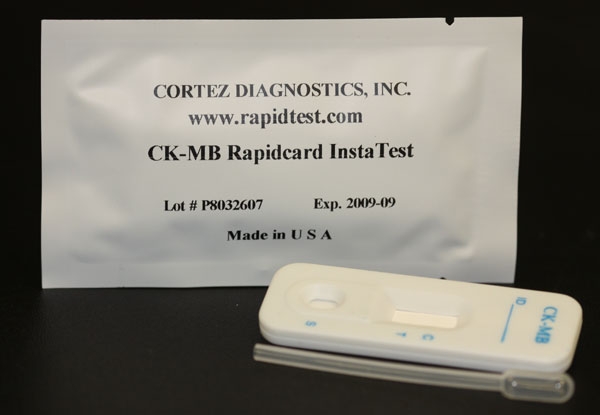 CORTEZ DIAGNOSTICS, INC.
www.rapidtest.com
CK-MB Rapidcard InstaTest
Lot # P8032607 Exp. 2009-09
Made in U S A
CK-MB
ID
C
T
S